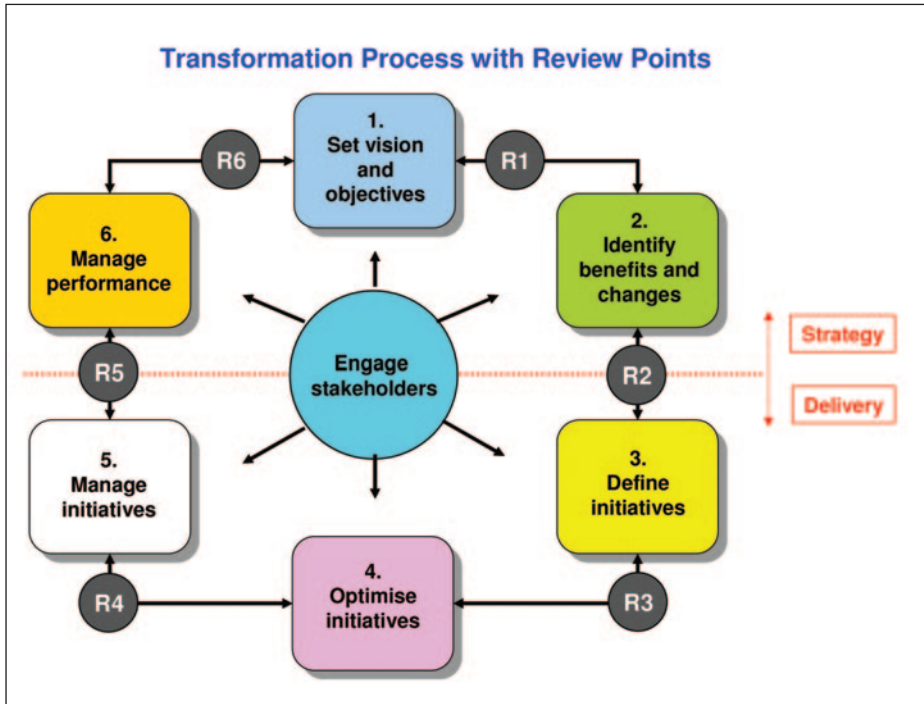 Transformation Process with Review Points
1.
Set vision
and
objectives
R6
R1
6.
Manage
performance
2.
Identify
benefits and
changes
Engage
stakeholders
Strategy
R5
R2
Delivery
5.
Manage
initiatives
3.
Define
initiatives
4.
Optimise
initiatives
R4
R3